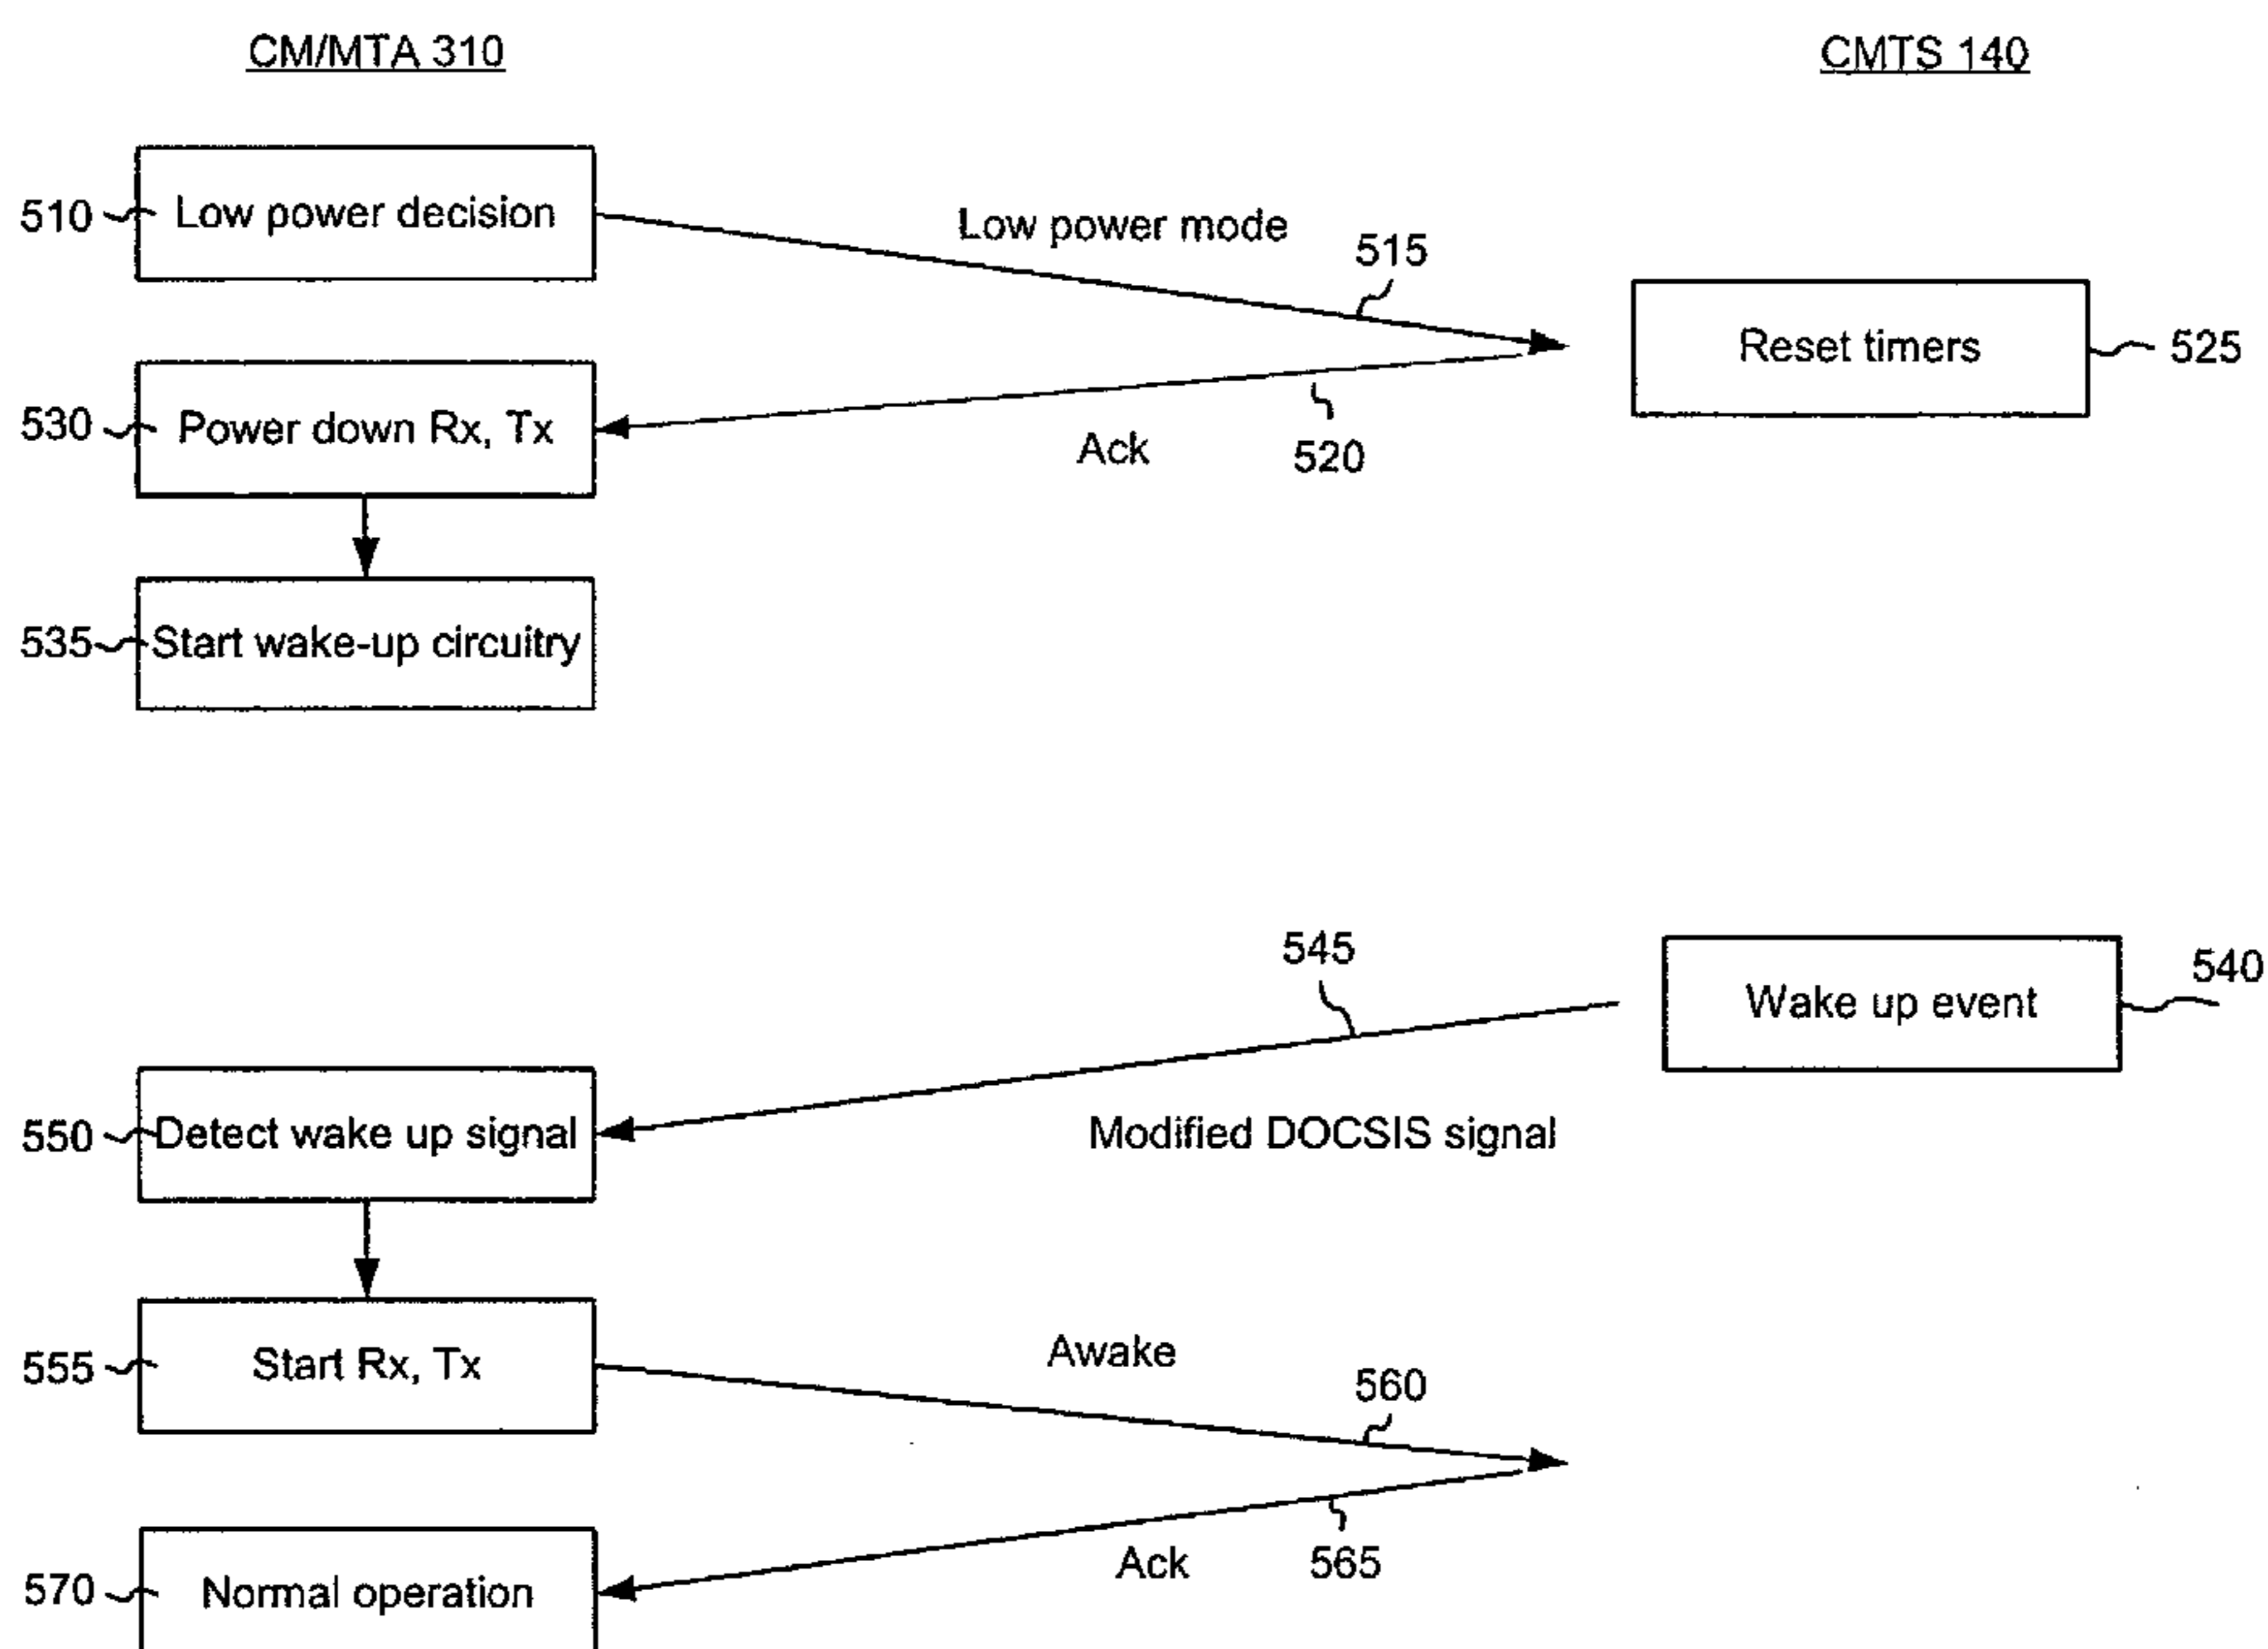 CM/MTA 310
CMTS 140
510
Low power decision
Low power mode
515
Reset timers
525
530
Power down Rx, Tx
Ack
520
535
Start wake-up circuitry
545
Wake up event
540
550
Detect wake up signal
Modified DOCSIS signal
555
Start Rx, Tx
Awake
560
Ack
565
570
Normal operation